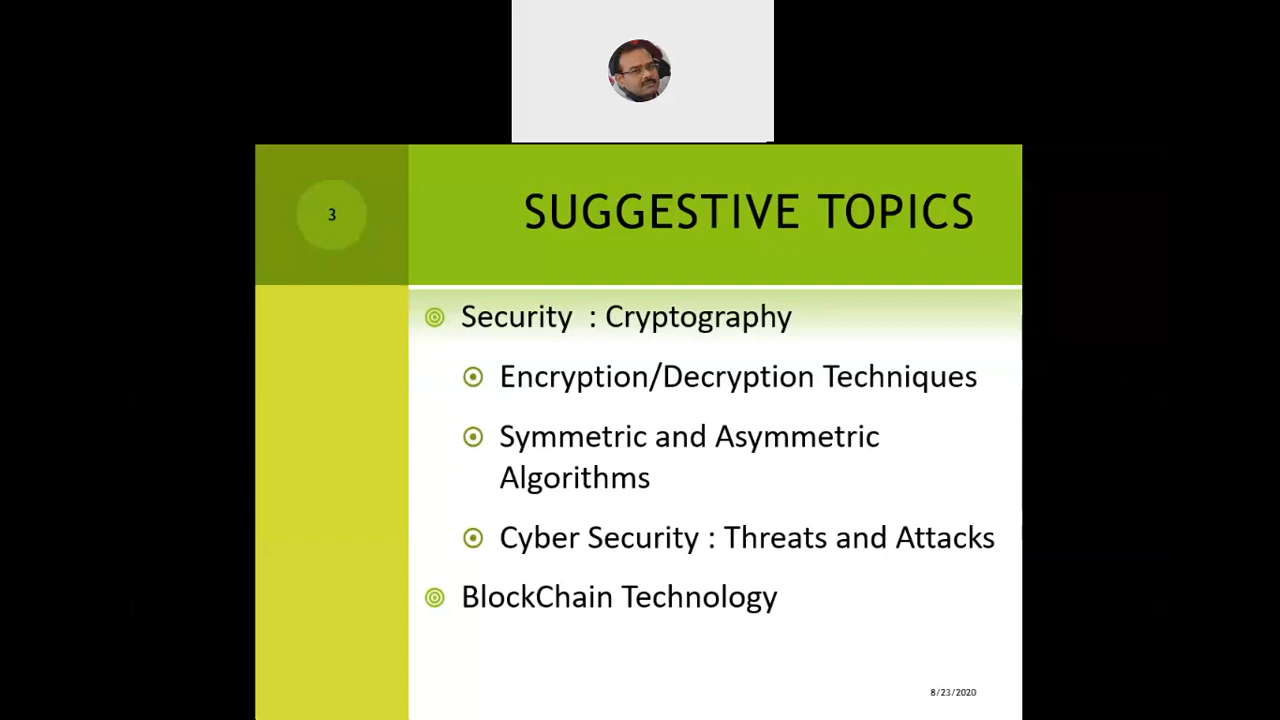 3
SUGGESTIVE TOPICS
Security : Cryptography
Encryption/Decryption Techniques
Symmetric and Asymmetric
Algorithms
Cyber Security : Threats and Attacks
BlockChain Technology
8/23/2020